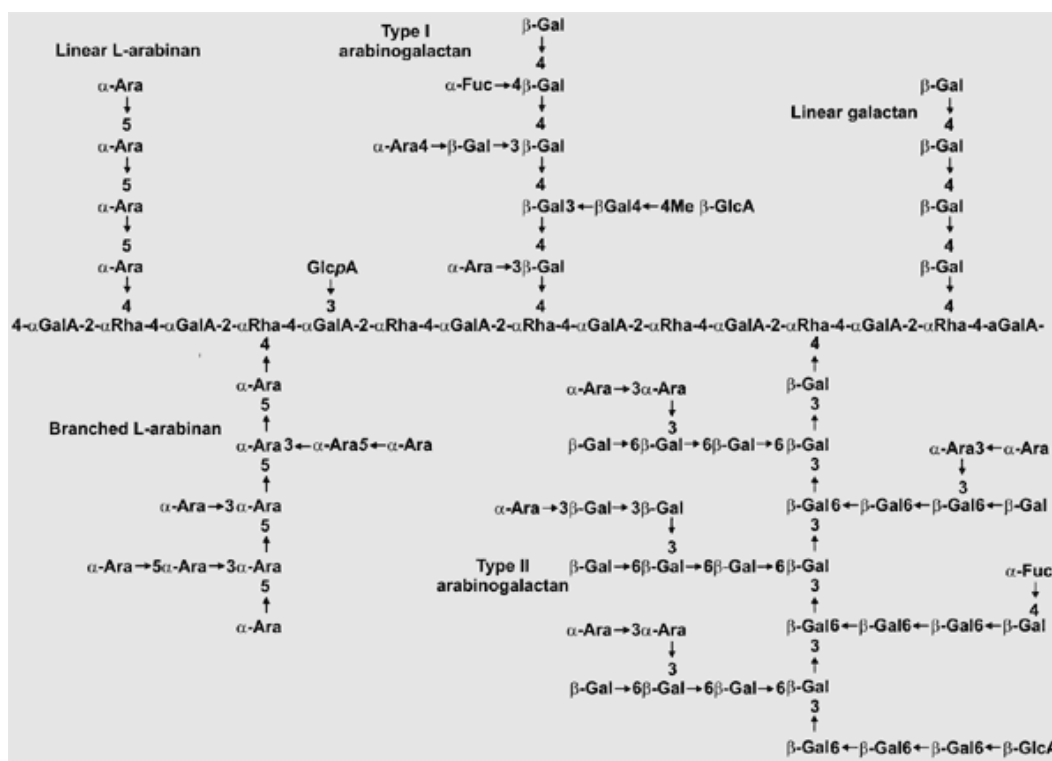 β-Gal
Type I
Linear L-arabinan arabinogalactan ↓
4
α-Ara α-Fuc→4β-Gal β-Gal
↓ ↓ Linear galactan ↓
5 4 4
α-Ara α-Ara4→β-Gal→3β-Gal β-Gal
↓ ↓ ↓
5 4 4
α-Ara β-Gal3←βGal4←4Me β-GlcA β-Gal
↓ ↓ ↓
5 4 4
α-Ara GlcpA α-Ara→3β-Gal β-Gal
↓ ↓ ↓ ↓
4 3 4 4
4-αGalA-2-αRha-4-αGalA-2-αRha-4-αGalA-2-αRha-4-αGalA-2-αRha-4-αGalA-2-αRha-4-αGalA-2-αRha-4-αGalA-2-αRha-4-aGalA-
4 4
↑ ↑
α-Ara α-Ara→3α-Ara β-Gal
5 ↓ 3
↑ 3 ↑
Branched L-arabinan α-Ara3←α-Ara5←α-Ara β-Gal→6β-Gal→6β-Gal→6β-Gal α-Ara3←α-Ara
5 3 ↓
↑ ↑ 3
α-Ara→3α-Ara α-Ara→3β-Gal→3β-Gal β-Gal6←β-Gal6←β-Gal6←β-Gal
5 ↓ 3
↑ 3 ↑
α-Ara→5α-Ara→3α-Ara Type II β-Gal→6β-Gal→6β-Gal→6β-Gal α-Fuc
5 arabinogalactan 3 ↓
↑ ↑ 4
α-Ara α-Ara→3α-Ara β-Gal6←β-Gal6←β-Gal6←β-Gal
↓ 3
3 ↑
β-Gal→6β-Gal→6β-Gal→6β-Gal
3
↑
β-Gal6←β-Gal6←β-Gal6←β-GlcA